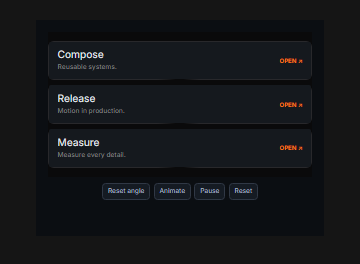 Compose
Reusable systems.
OPEN ↗
Release
Motion in production.
OPEN ↗
Measure
Measure every detail.
OPEN ↗
Reset angle Animate Pause Reset